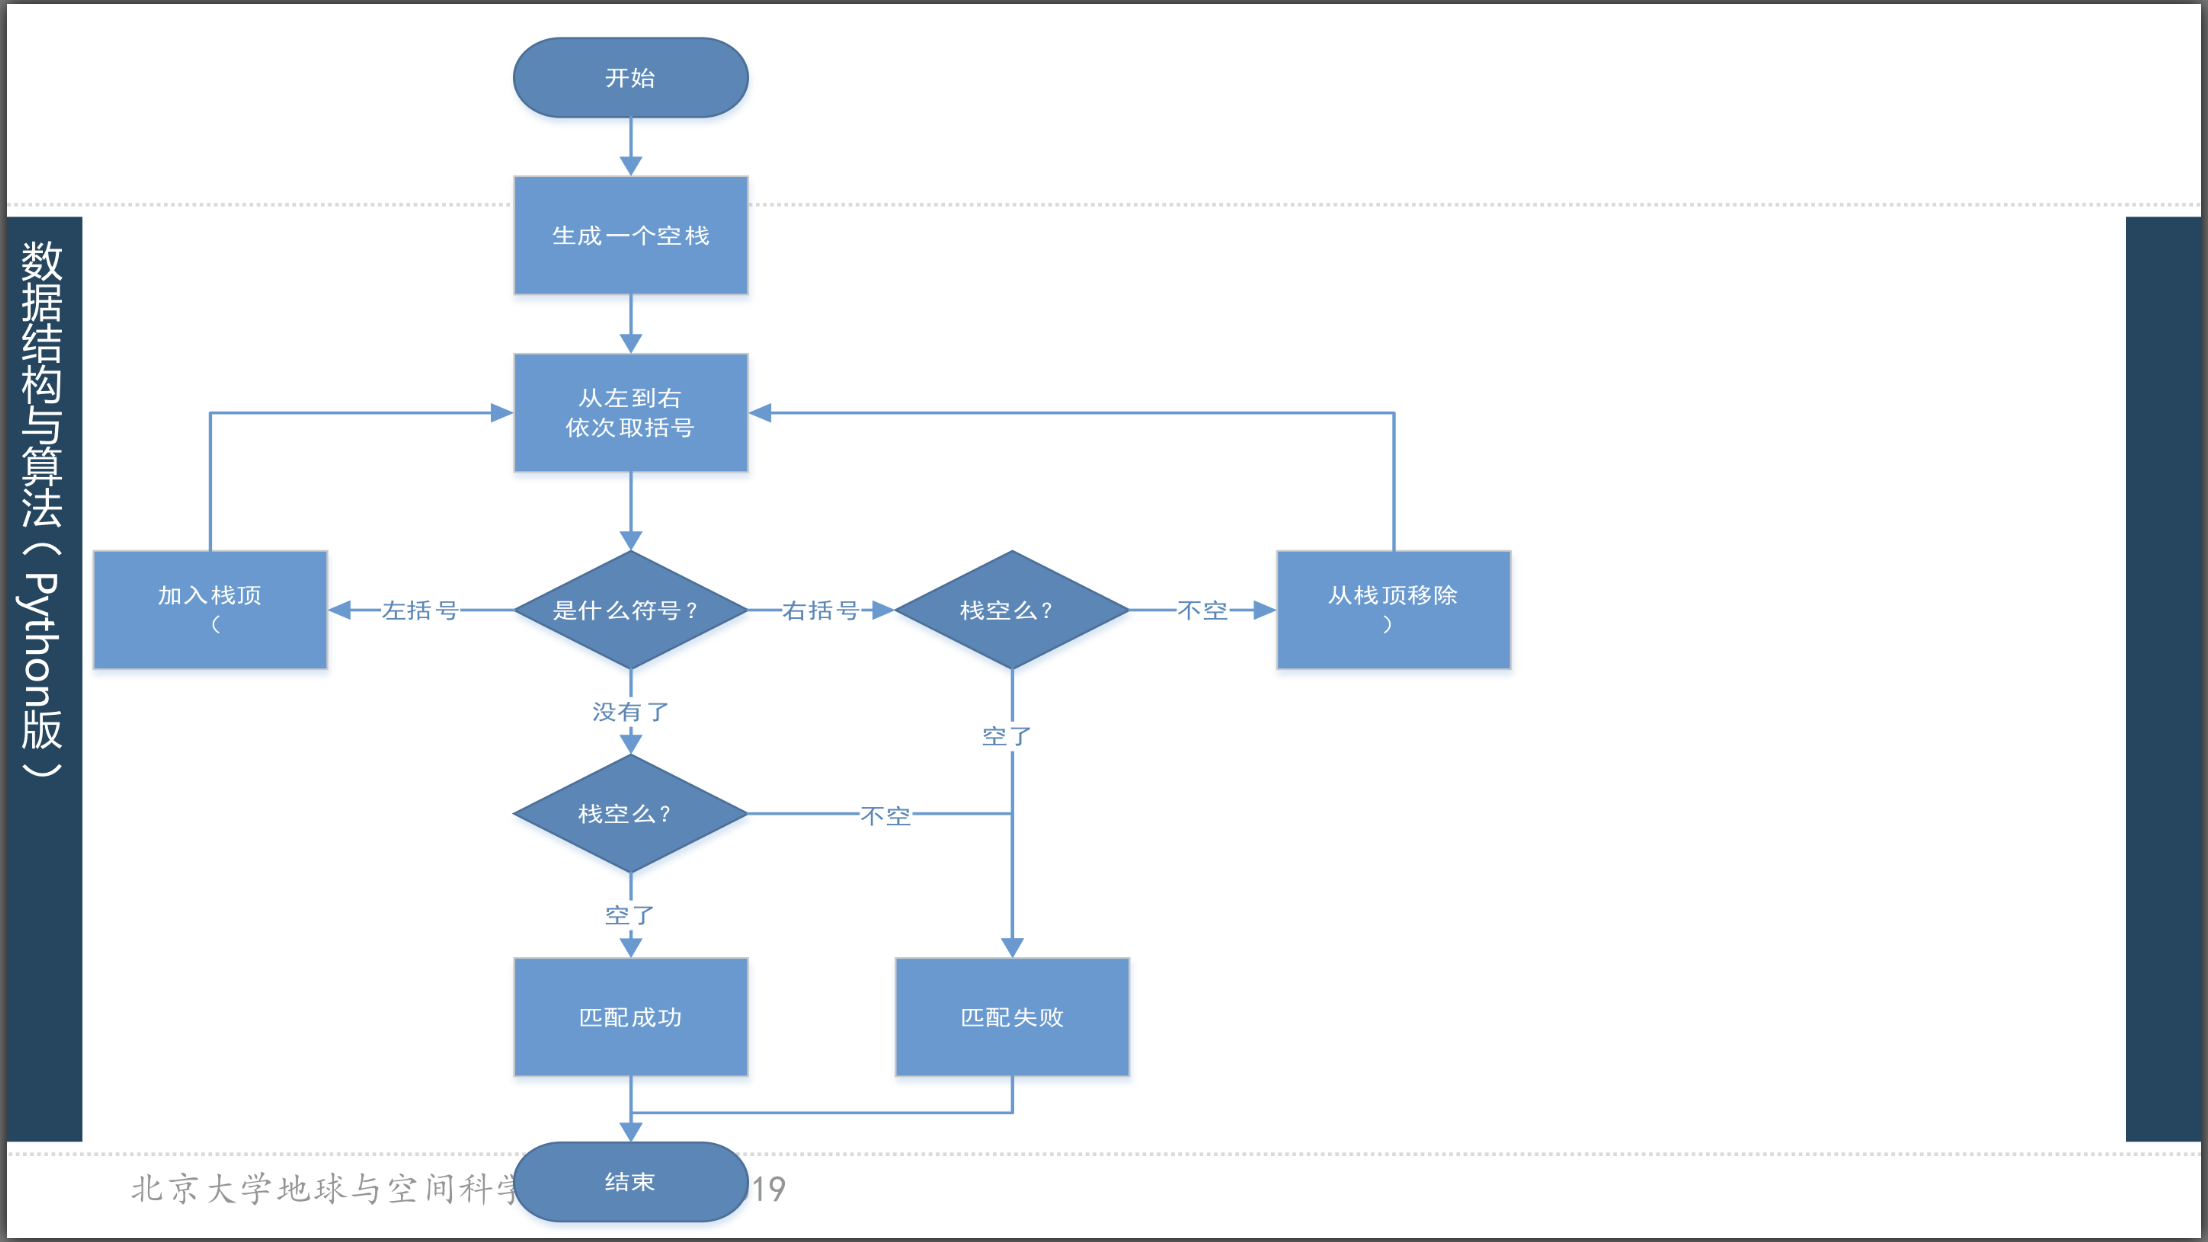 开始
生成一个空栈
数据结构与算法（Python版）
从左到右
依次取括号
加入栈顶
（
左括号
是什么符号？
右括号
栈空么？
不空
从栈顶移除
）
没有了
空了
栈空么？
不空
空了
匹配成功
匹配失败
结束
北京大学地球与空间科学
19